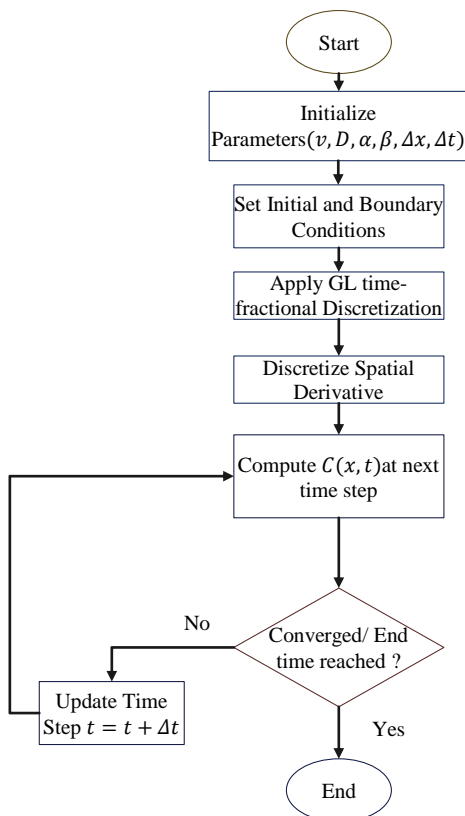 Start
Initialize
Parameters(𝑣, 𝐷, 𝛼, 𝛽, 𝛥𝑥, 𝛥𝑡)
Set Initial and Boundary
Conditions
Apply GL time-
fractional Discretization
Discretize Spatial
Derivative
Compute 𝐶(𝑥, 𝑡)at next
time step
No
Converged/ End
time reached ?
Update Time
Step 𝑡 = 𝑡 + 𝛥𝑡
Yes
End